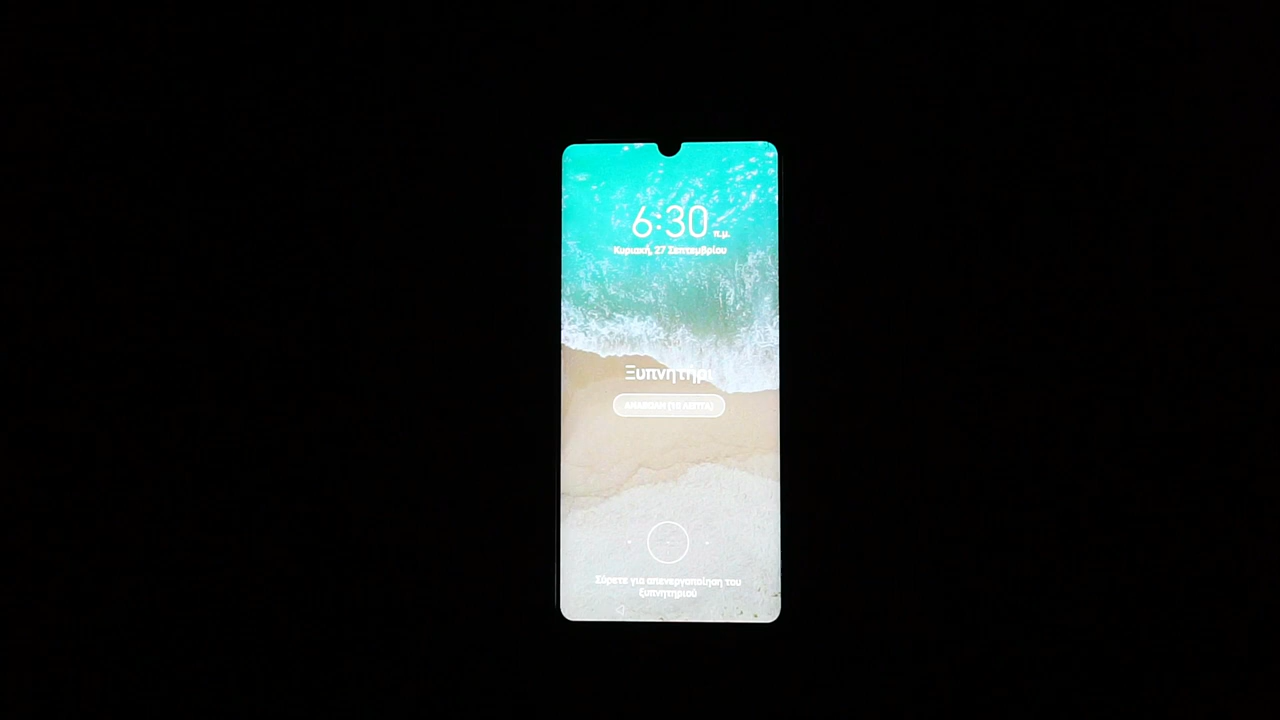 6:30 π.μ.
Κυριακή, 27 Σεπτεμβρίου
Ξυπνητήρι
ΑΝΑΒΟΛΗ (10 ΛΕΠΤΑ)
Σύρετε για απενεργοποίηση του
ξυπνητηριού